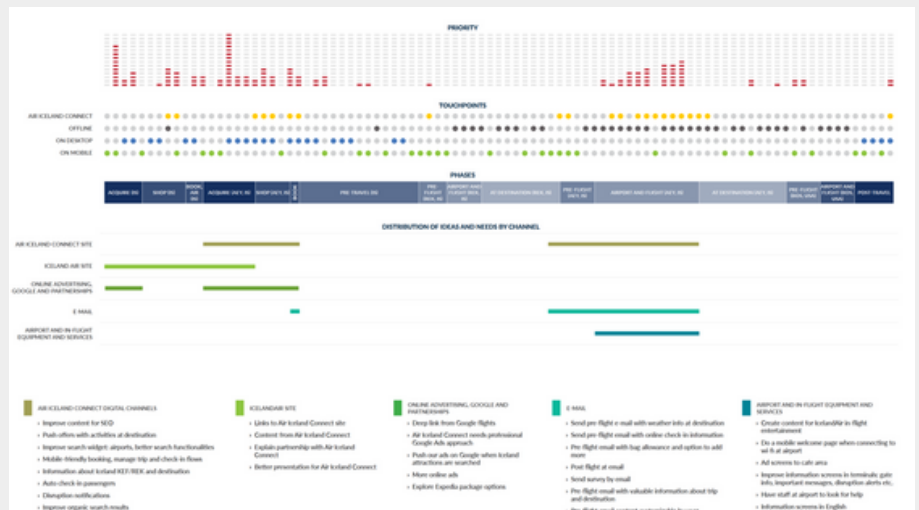 PRIORITY
TOUCHPOINTS
AIR ICELAND CONNECT
OFFLINE
ON DESKTOP
ON MOBILE
PHASES
ACQUIRE
SHOP
ACQUIRE
SHOP
PRE-TRAVEL
AT DESTINATION
AIRPORT AND FLIGHT
AT DESTINATION
POST-TRAVEL
DISTRIBUTION OF IDEAS AND NEEDS BY CHANNEL
AIR ICELAND CONNECT SITE
ICELAND AIR SITE
ONLINE ADVERTISING,
GOOGLE AND PARTNERSHIPS
E-MAIL
AIRPORT AND IN-FLIGHT
EQUIPMENT AND SERVICES
AIR ICELAND CONNECT DIGITAL CHANNELS
› Improve content for SEO
› Push offers with activities at destination
› Improve search widget: airports, better search functionalities
› Mobile-friendly booking, manage trip and check-in flows
› Information about Iceland KEF/REK and destination
› Auto check-in passengers
› Disruption notifications
› Improve organic search results
ICELANDAIR SITE
› Links to Air Iceland Connect site
› Content from Air Iceland Connect
› Explain partnership with Air Iceland
Connect
› Better presentation for Air Iceland Connect
ONLINE ADVERTISING, GOOGLE AND
PARTNERSHIPS
› Deep link from Google flights
› Air Iceland Connect needs professional
Google Ads approach
› Push our ads on Google when Iceland
attractions are searched
› More online ads
› Explore Expedia package options
E-MAIL
› Send pre-flight e-mail with weather info at destination
› Send pre-flight email with online check-in information
› Pre-flight email with bag allowance and option to add
more
› Post-flight email
› Send survey by email
› Pre-flight email with valuable information about trip
and destination
AIRPORT AND IN-FLIGHT EQUIPMENT AND
SERVICES
› Create content for IcelandAir in-flight
entertainment
› Do a mobile welcome page when connecting to
wi-fi at airport
› Ad screens to cafe area
› Improve information screens in terminals: gate
info, important messages, disruption alerts etc.
› Have staff at airport to look for help
› Information screens in English